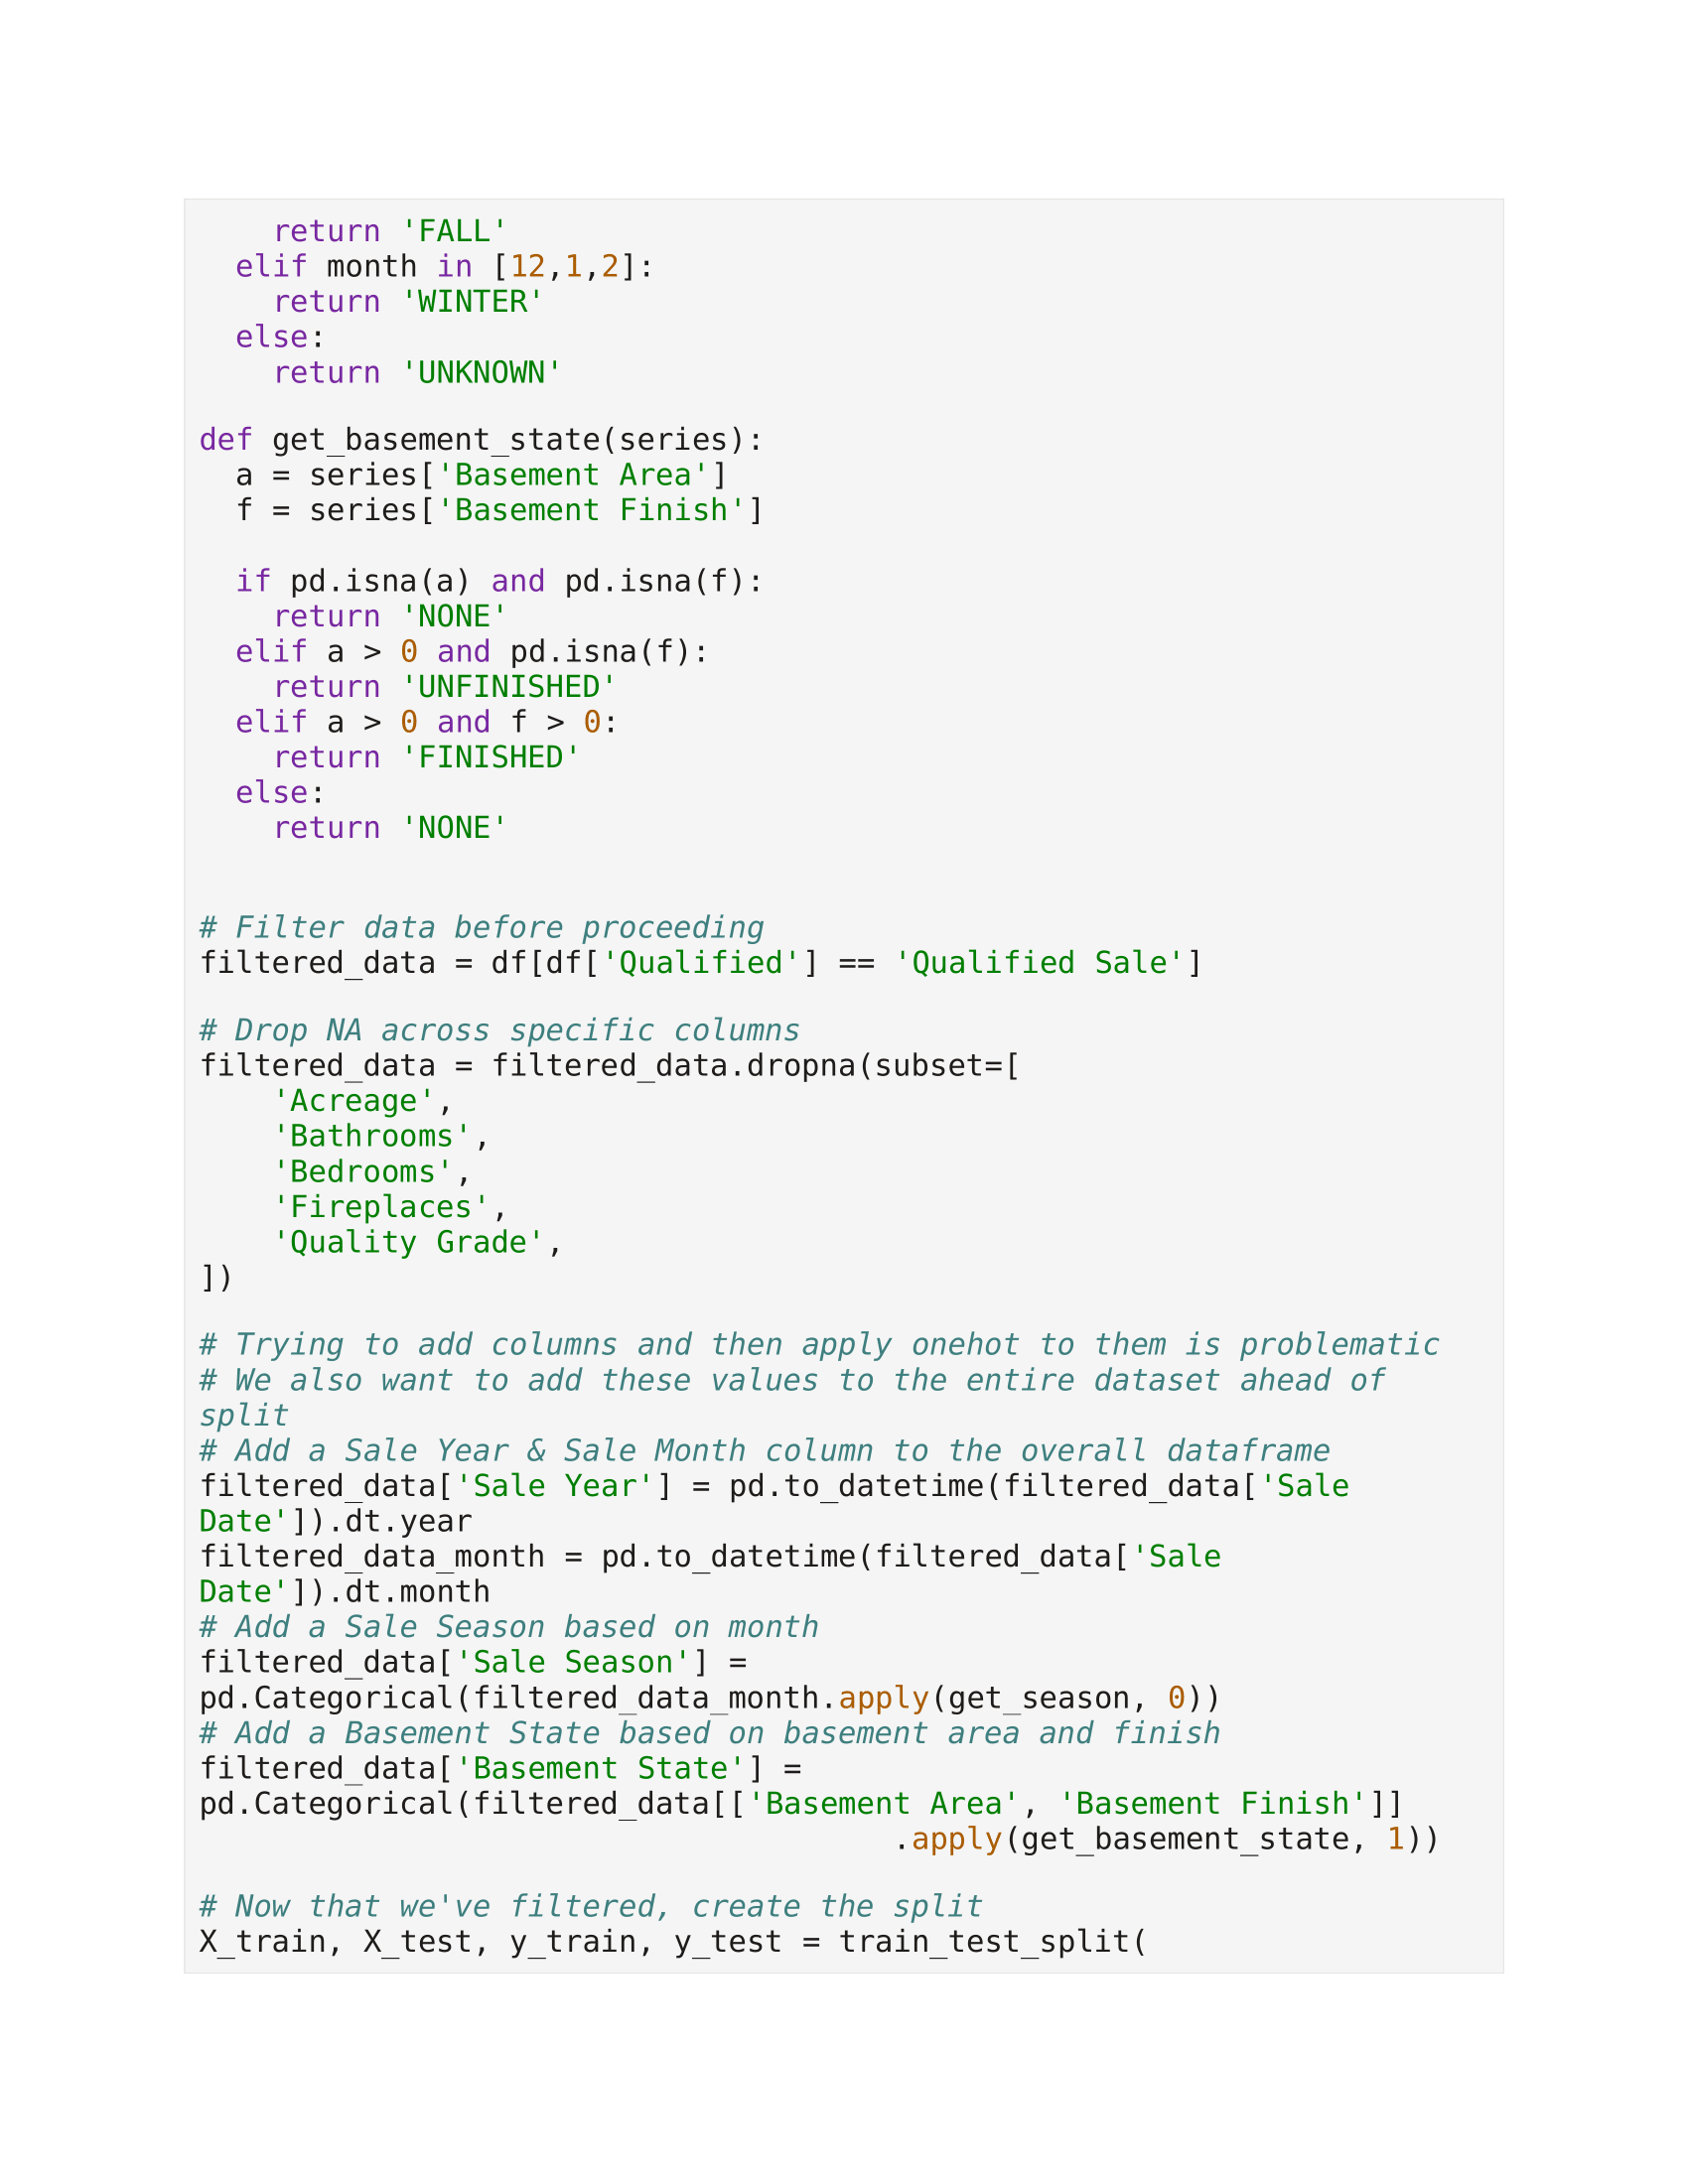 return 'FALL'
  elif month in [12,1,2]:
    return 'WINTER'
  else:
    return 'UNKNOWN'

def get_basement_state(series):
  a = series['Basement Area']
  f = series['Basement Finish']

  if pd.isna(a) and pd.isna(f):
    return 'NONE'
  elif a > 0 and pd.isna(f):
    return 'UNFINISHED'
  elif a > 0 and f > 0:
    return 'FINISHED'
  else:
    return 'NONE'


# Filter data before proceeding
filtered_data = df[df['Qualified'] == 'Qualified Sale']

# Drop NA across specific columns
filtered_data = filtered_data.dropna(subset=[
    'Acreage',
    'Bathrooms',
    'Bedrooms',
    'Fireplaces',
    'Quality Grade',
])

# Trying to add columns and then apply onehot to them is problematic
# We also want to add these values to the entire dataset ahead of
split
# Add a Sale Year & Sale Month column to the overall dataframe
filtered_data['Sale Year'] = pd.to_datetime(filtered_data['Sale
Date']).dt.year
filtered_data_month = pd.to_datetime(filtered_data['Sale
Date']).dt.month
# Add a Sale Season based on month
filtered_data['Sale Season'] =
pd.Categorical(filtered_data_month.apply(get_season, 0))
# Add a Basement State based on basement area and finish
filtered_data['Basement State'] =
pd.Categorical(filtered_data[['Basement Area', 'Basement Finish']]
                                      .apply(get_basement_state, 1))

# Now that we've filtered, create the split
X_train, X_test, y_train, y_test = train_test_split(